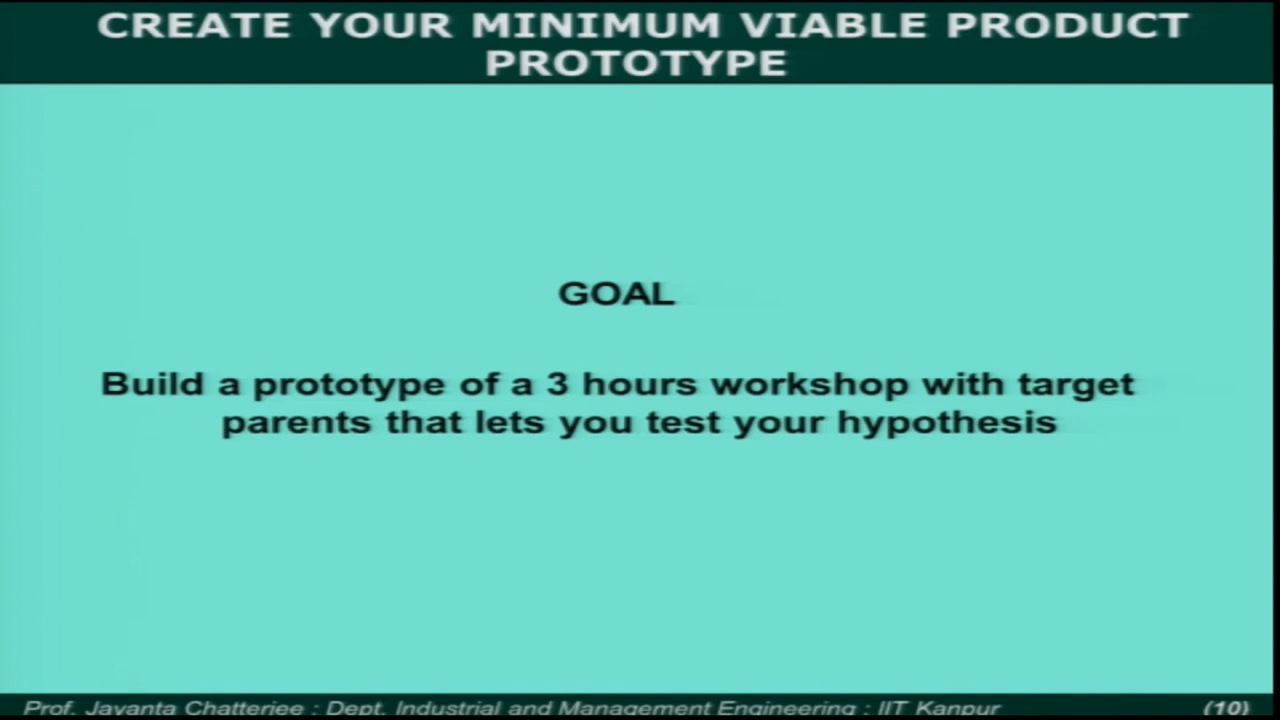 CREATE YOUR MINIMUM VIABLE PRODUCT
PROTOTYPE
GOAL
Build a prototype of a 3 hours workshop with target
parents that lets you test your hypothesis
Prof. Jayanta Chatterjee : Dept. Industrial and Management Engineering : IIT Kanpur
(10)